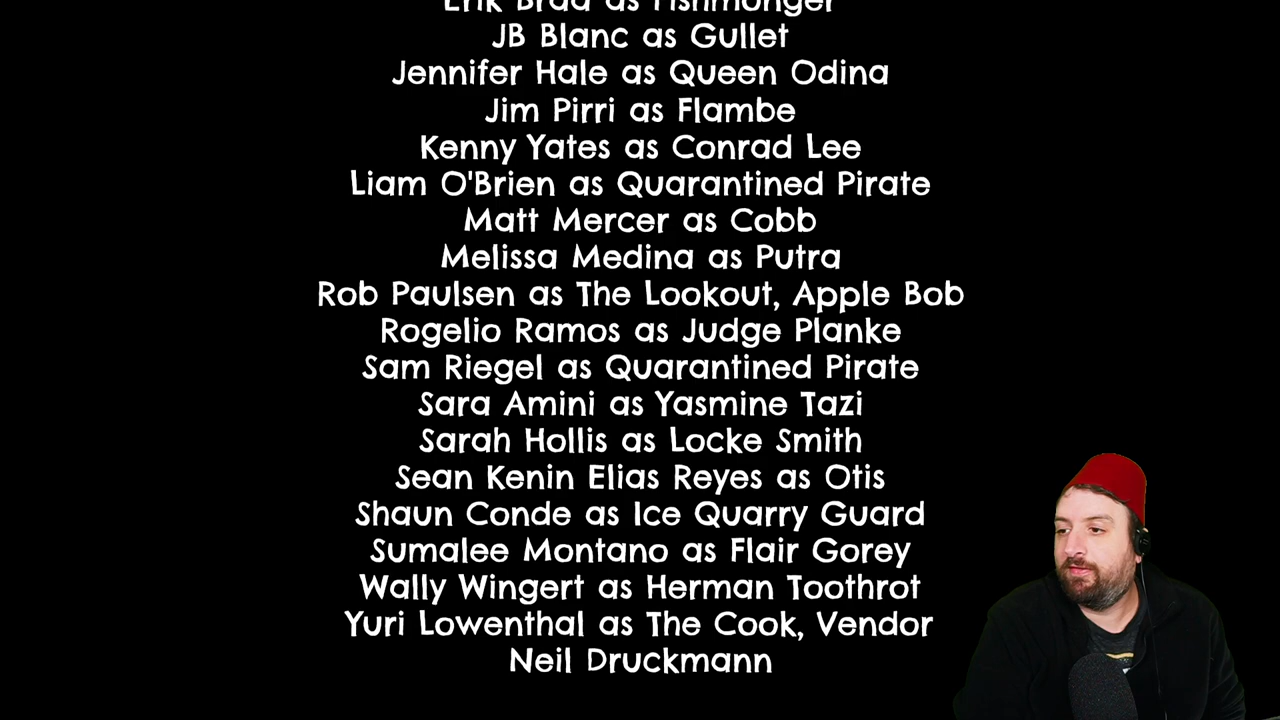 Erik Brad as Fishmonger
JB Blanc as Gullet
Jennifer Hale as Queen Odina
Jim Pirri as Flambe
Kenny Yates as Conrad Lee
Liam O'Brien as Quarantined Pirate
Matt Mercer as Cobb
Melissa Medina as Putra
Rob Paulsen as The Lookout, Apple Bob
Rogelio Ramos as Judge Planke
Sam Riegel as Quarantined Pirate
Sara Amini as Yasmine Tazi
Sarah Hollis as Locke Smith
Sean Kenin Elias Reyes as Otis
Shaun Conde as Ice Quarry Guard
Sumalee Montano as Flair Gorey
Wally Wingert as Herman Toothrot
Yuri Lowenthal as The Cook, Vendor
Neil Druckmann